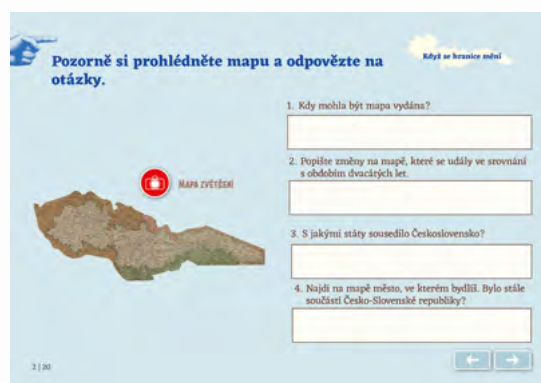 Pozorně si prohlédněte mapu a odpovězte na
otázky.
Když se hranice mění
1. Kdy mohla být mapa vydána?
2. Popište změny na mapě, které se udály ve srovnání
s obdobím dvacátých let.
MAPA ZVĚTŠENÍ
3. S jakými státy sousedilo Československo?
4. Najdi na mapě město, ve kterém bydlíš. Bylo stále
součástí Česko-Slovenské republiky?
2 | 20